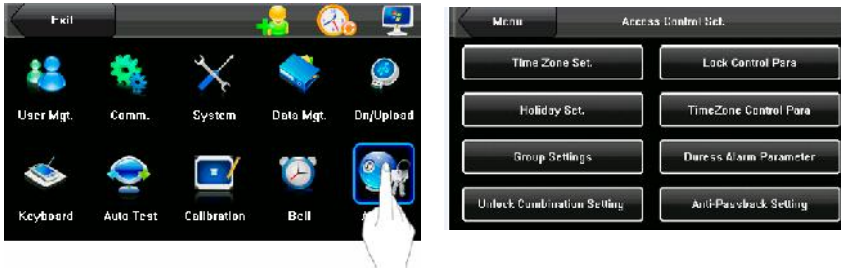 Exit
User Mgt. Comm. System Data Mgt. Dn/Upload
Keyboard Auto Test Calibration Bell
Menu Access Control Set.
Time Zone Set. Lock Control Para
Holiday Set. TimeZone Control Para
Group Settings Duress Alarm Parameter
Unlock Combination Setting Anti-Passback Setting